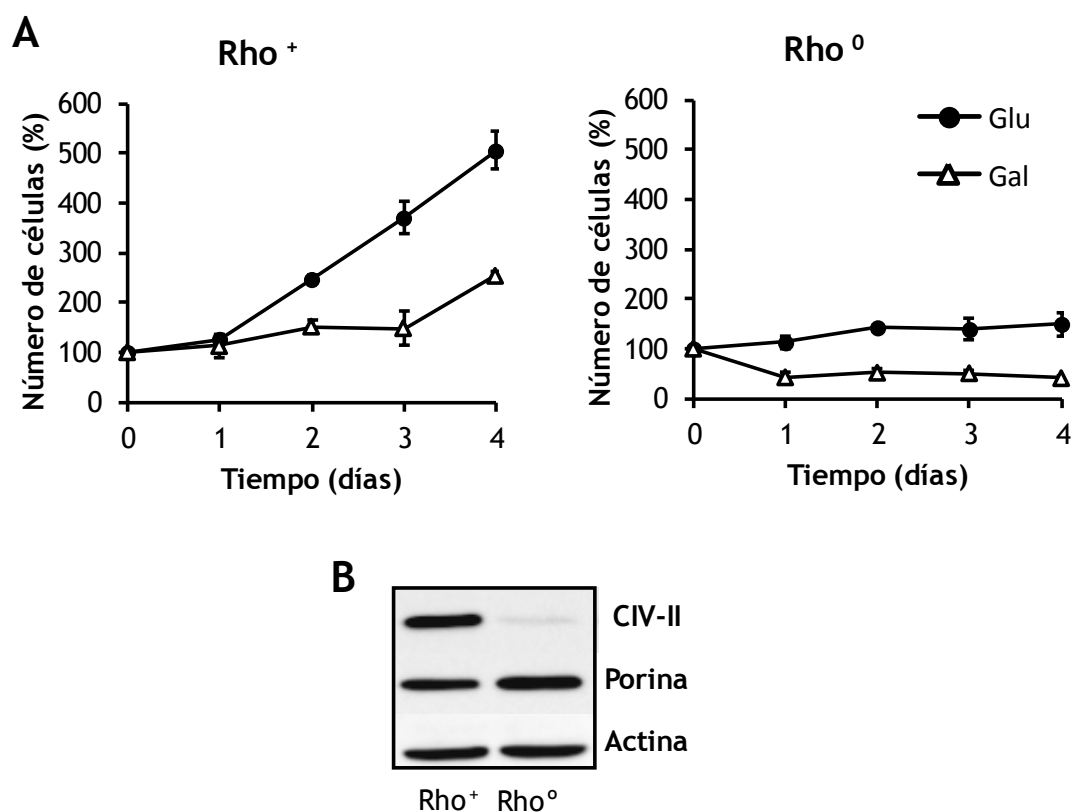 A
Rho +
Número de células (%)
600
500
400
300
200
100
0
0 1 2 3 4
Tiempo (días)
Rho 0
Número de células (%)
600
500
400
300
200
100
0
0 1 2 3 4
Tiempo (días)
Glu
Gal
B
CIV-II
Porina
Actina
Rho+ Rhoº